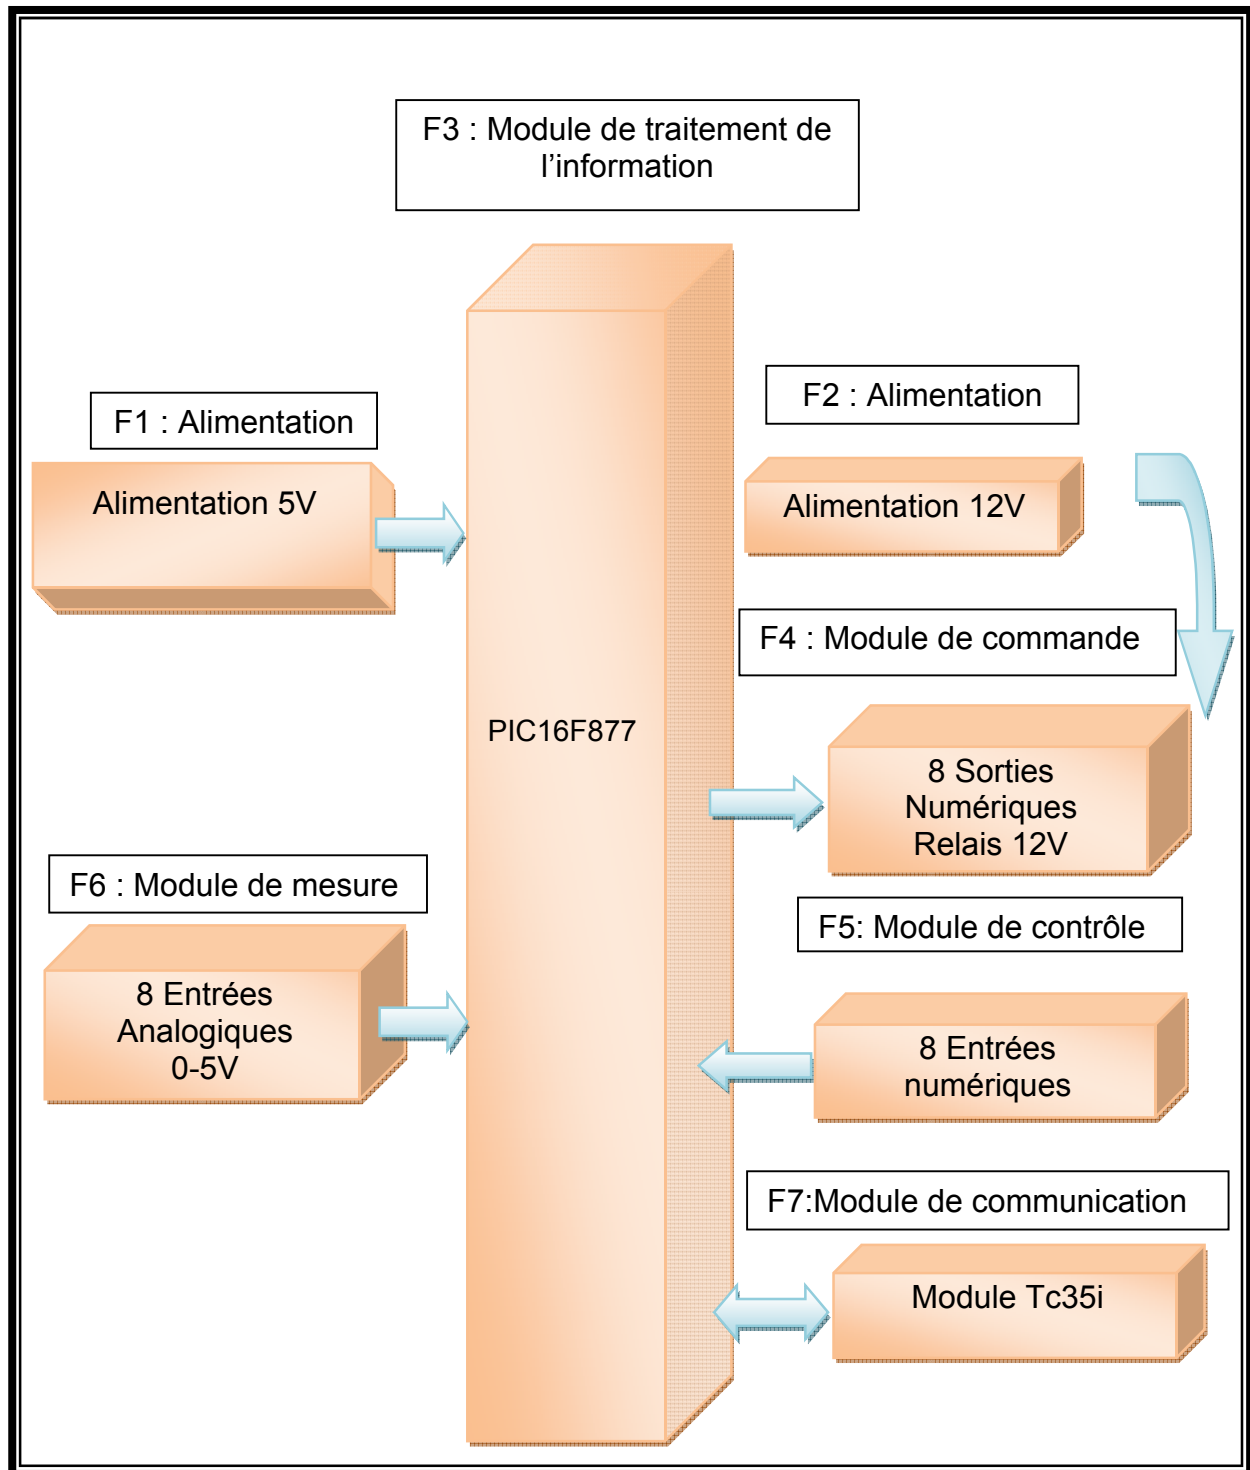 F3 : Module de traitement de
l’information
F2 : Alimentation
F1 : Alimentation
Alimentation 5V
Alimentation 12V
F4 : Module de commande
PIC16F877
8 Sorties
Numériques
Relais 12V
F6 : Module de mesure
F5: Module de contrôle
8 Entrées
Analogiques
0-5V
8 Entrées
numériques
F7:Module de communication
Module Tc35i